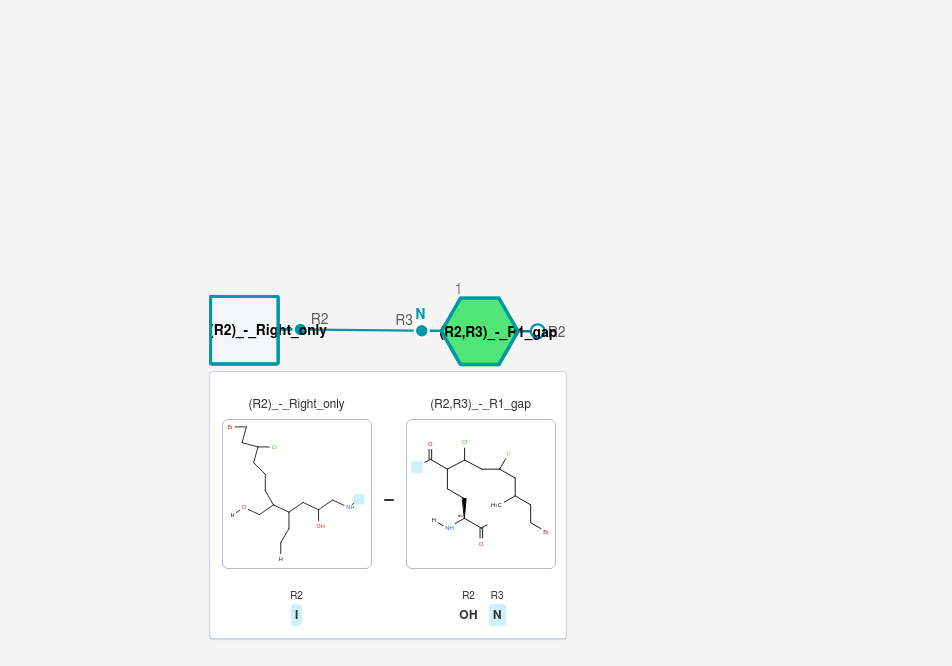 1
N
R2
R3
(R2)_-_Right_only
(R2,R3)_-_R1_gap
R2
(R2)_-_Right_only
(R2,R3)_-_R1_gap
Br
Cl
H
O
OH
NH
H
–
O
Cl
F
H₃C
H
NH
O
Br
R2
I
R2 R3
OH N